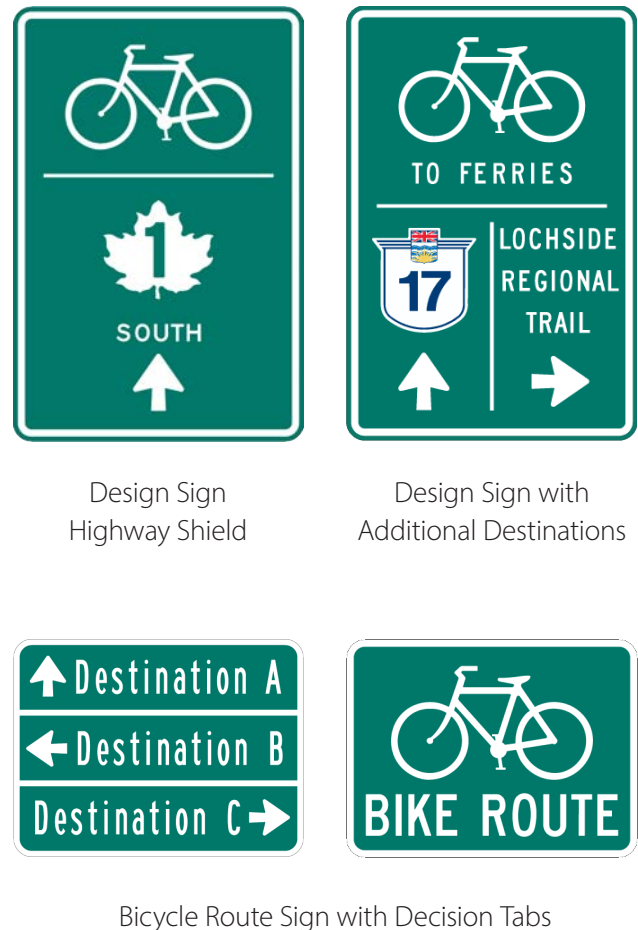 1
SOUTH
Design Sign
Highway Shield
TO FERRIES
17
LOCHSIDE
REGIONAL
TRAIL
Design Sign with
Additional Destinations
Destination A
Destination B
Destination C
BIKE ROUTE
Bicycle Route Sign with Decision Tabs